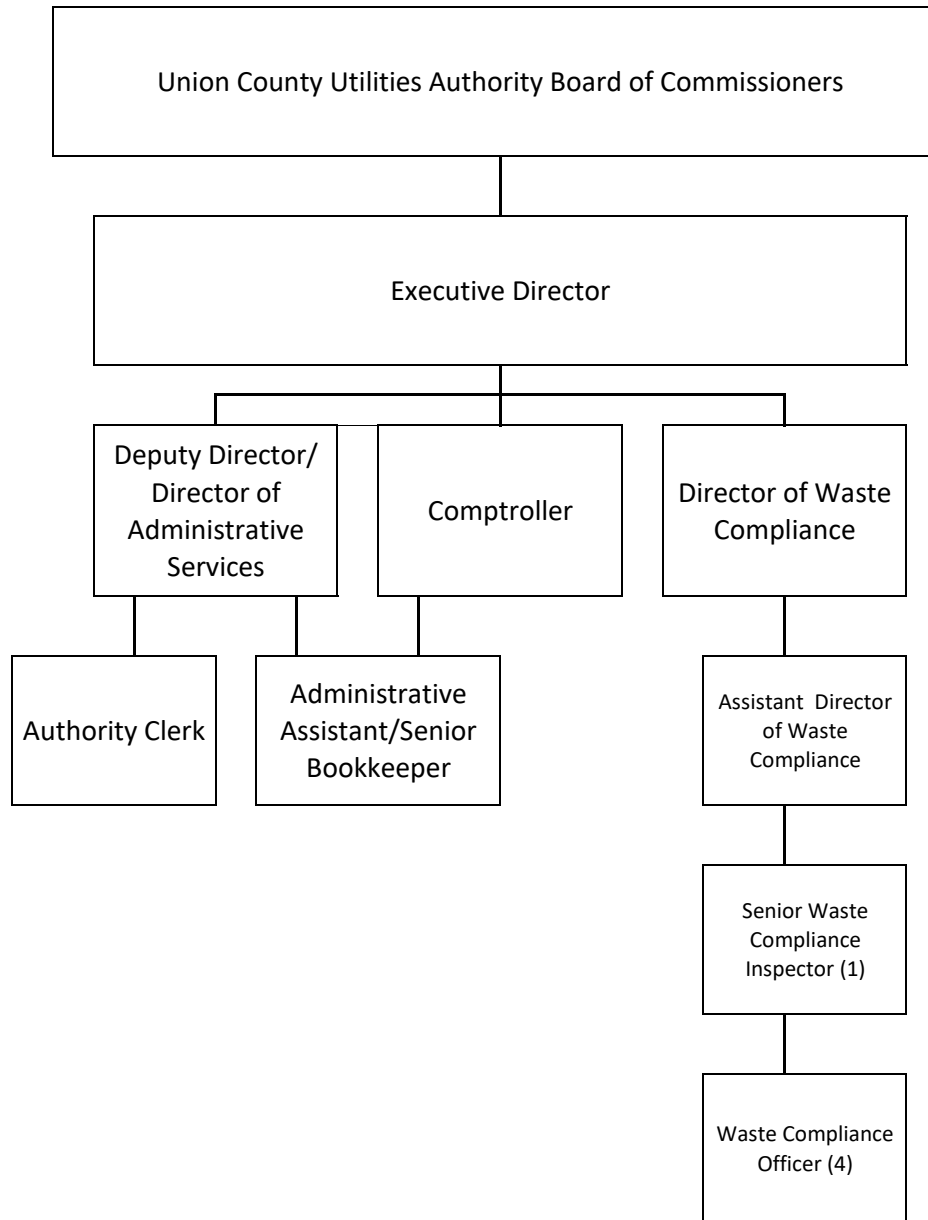 Union County Utilities Authority Board of Commissioners
Executive Director
Deputy Director/
Director of
Administrative
Services
Comptroller
Director of Waste
Compliance
Authority Clerk
Administrative
Assistant/Senior
Bookkeeper
Assistant  Director
of Waste
Compliance
Senior Waste
Compliance
Inspector (1)
Waste Compliance
Officer (4)